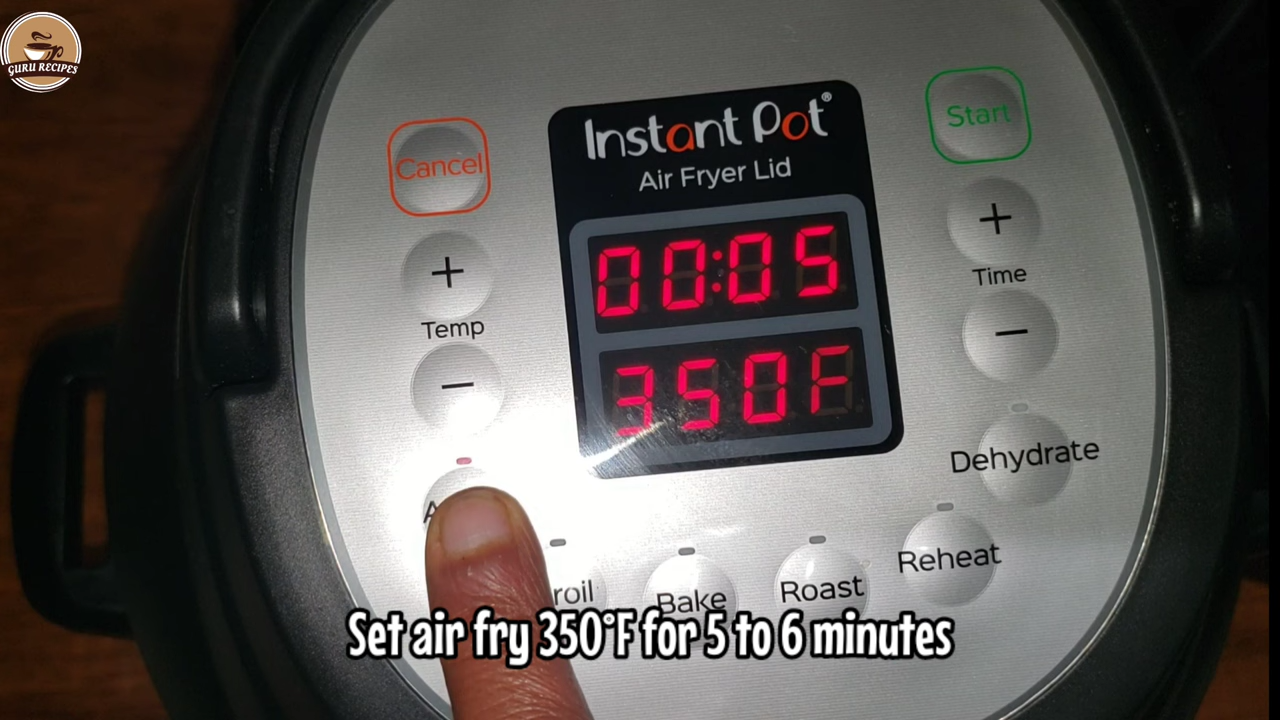 GURU RECIPES
Instant Pot®
Air Fryer Lid
Cancel
Start
+
+
Temp
Time
−
−
00:05
350F
Dehydrate
Reheat
Roast
Bake
Set air fry 350°F for 5 to 6 minutes